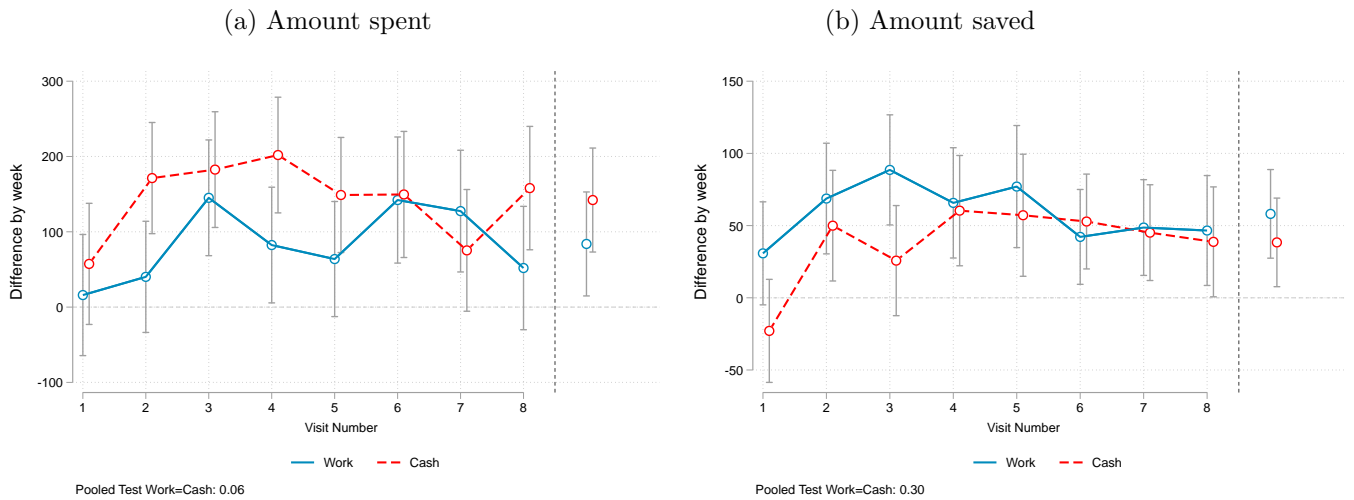 (a) Amount spent
300
200
100
0
-100
Difference by week
1 2 3 4 5 6 7 8
Visit Number
Work Cash
Pooled Test Work=Cash: 0.06
(b) Amount saved
150
100
50
0
-50
Difference by week
1 2 3 4 5 6 7 8
Visit Number
Work Cash
Pooled Test Work=Cash: 0.30